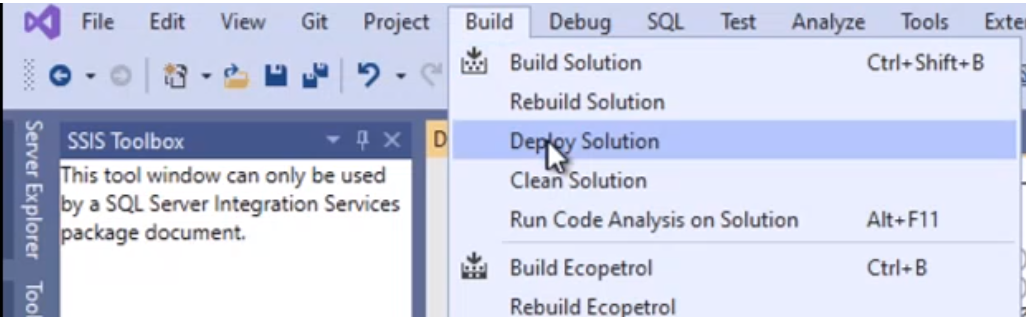 File Edit View Git Project Build Debug SQL Test Analyze Tools
Build Solution Ctrl+Shift+B
Rebuild Solution
Deploy Solution
Clean Solution
Run Code Analysis on Solution Alt+F11
Build Ecopetrol Ctrl+B
Rebuild Ecopetrol
Server Explorer
SSIS Toolbox
This tool window can only be used
by a SQL Server Integration Services
package document.
D